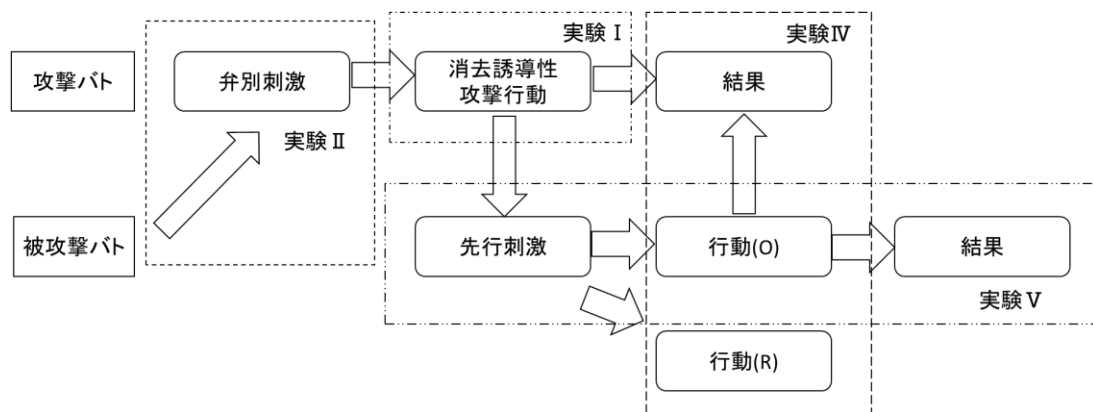 実験Ⅰ
実験Ⅳ
攻撃バト
弁別刺激
消去誘導性
攻撃行動
結果
実験Ⅱ
被攻撃バト
先行刺激
行動(O)
結果
実験Ⅴ
行動(R)